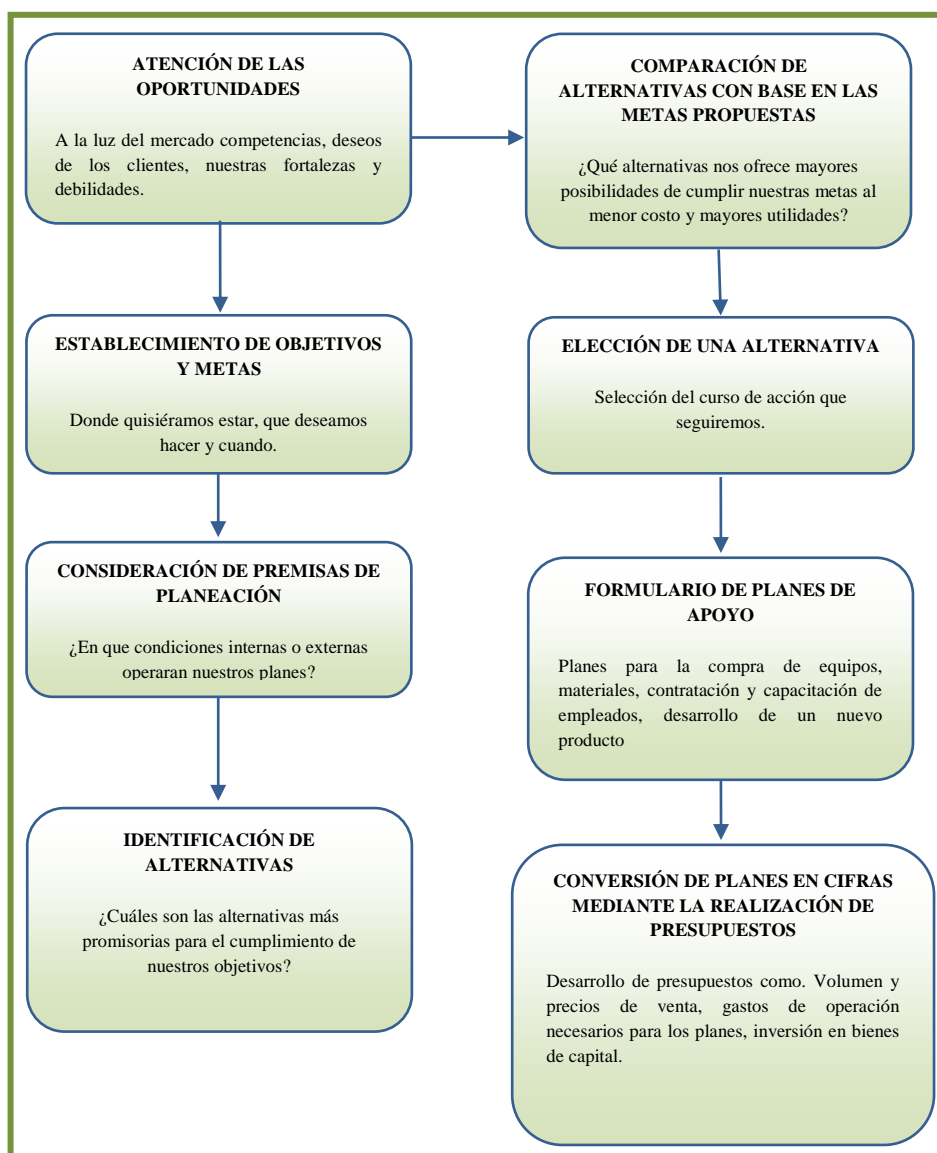 ATENCIÓN DE LAS
OPORTUNIDADES
A la luz del mercado competencias, deseos
de los clientes, nuestras fortalezas y
debilidades.
ESTABLECIMIENTO DE OBJETIVOS
Y METAS
Donde quisiéramos estar, que deseamos
hacer y cuando.
CONSIDERACIÓN DE PREMISAS DE
PLANEACIÓN
¿En que condiciones internas o externas
operaran nuestros planes?
IDENTIFICACIÓN DE
ALTERNATIVAS
¿Cuáles son las alternativas más
promisorias para el cumplimiento de
nuestros objetivos?
COMPARACIÓN DE
ALTERNATIVAS CON BASE EN LAS
METAS PROPUESTAS
¿Qué alternativas nos ofrece mayores
posibilidades de cumplir nuestras metas al
menor costo y mayores utilidades?
ELECCIÓN DE UNA ALTERNATIVA
Selección del curso de acción que
seguiremos.
FORMULARIO DE PLANES DE
APOYO
Planes para la compra de equipos,
materiales, contratación y capacitación de
empleados, desarrollo de un nuevo
producto
CONVERSIÓN DE PLANES EN CIFRAS
MEDIANTE LA REALIZACIÓN DE
PRESUPUESTOS
Desarrollo de presupuestos como. Volumen y
precios de venta, gastos de operación
necesarios para los planes, inversión en bienes
de capital.